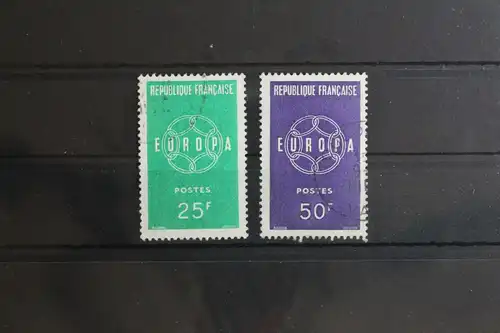 REPUBLIQUE FRANÇAISE
EUROPA
POSTES
25F
REPUBLIQUE FRANÇAISE
EUROPA
POSTES
50F